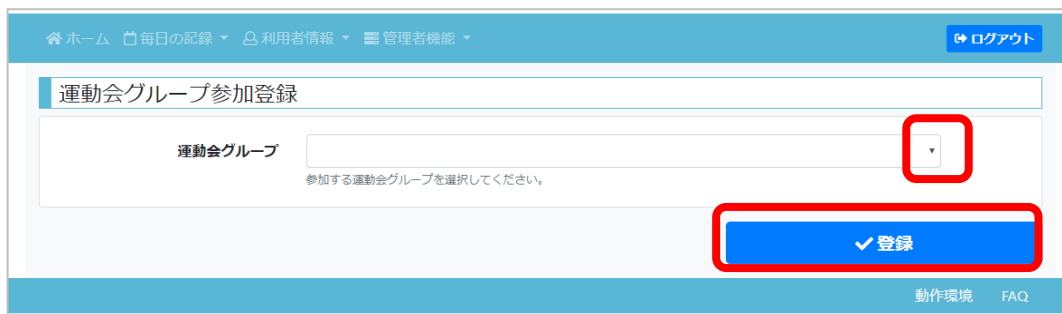 ホーム 毎日の記録 利用者情報 管理者機能 ログアウト
運動会グループ参加登録
運動会グループ
参加する運動会グループを選択してください。
登録
動作環境 FAQ